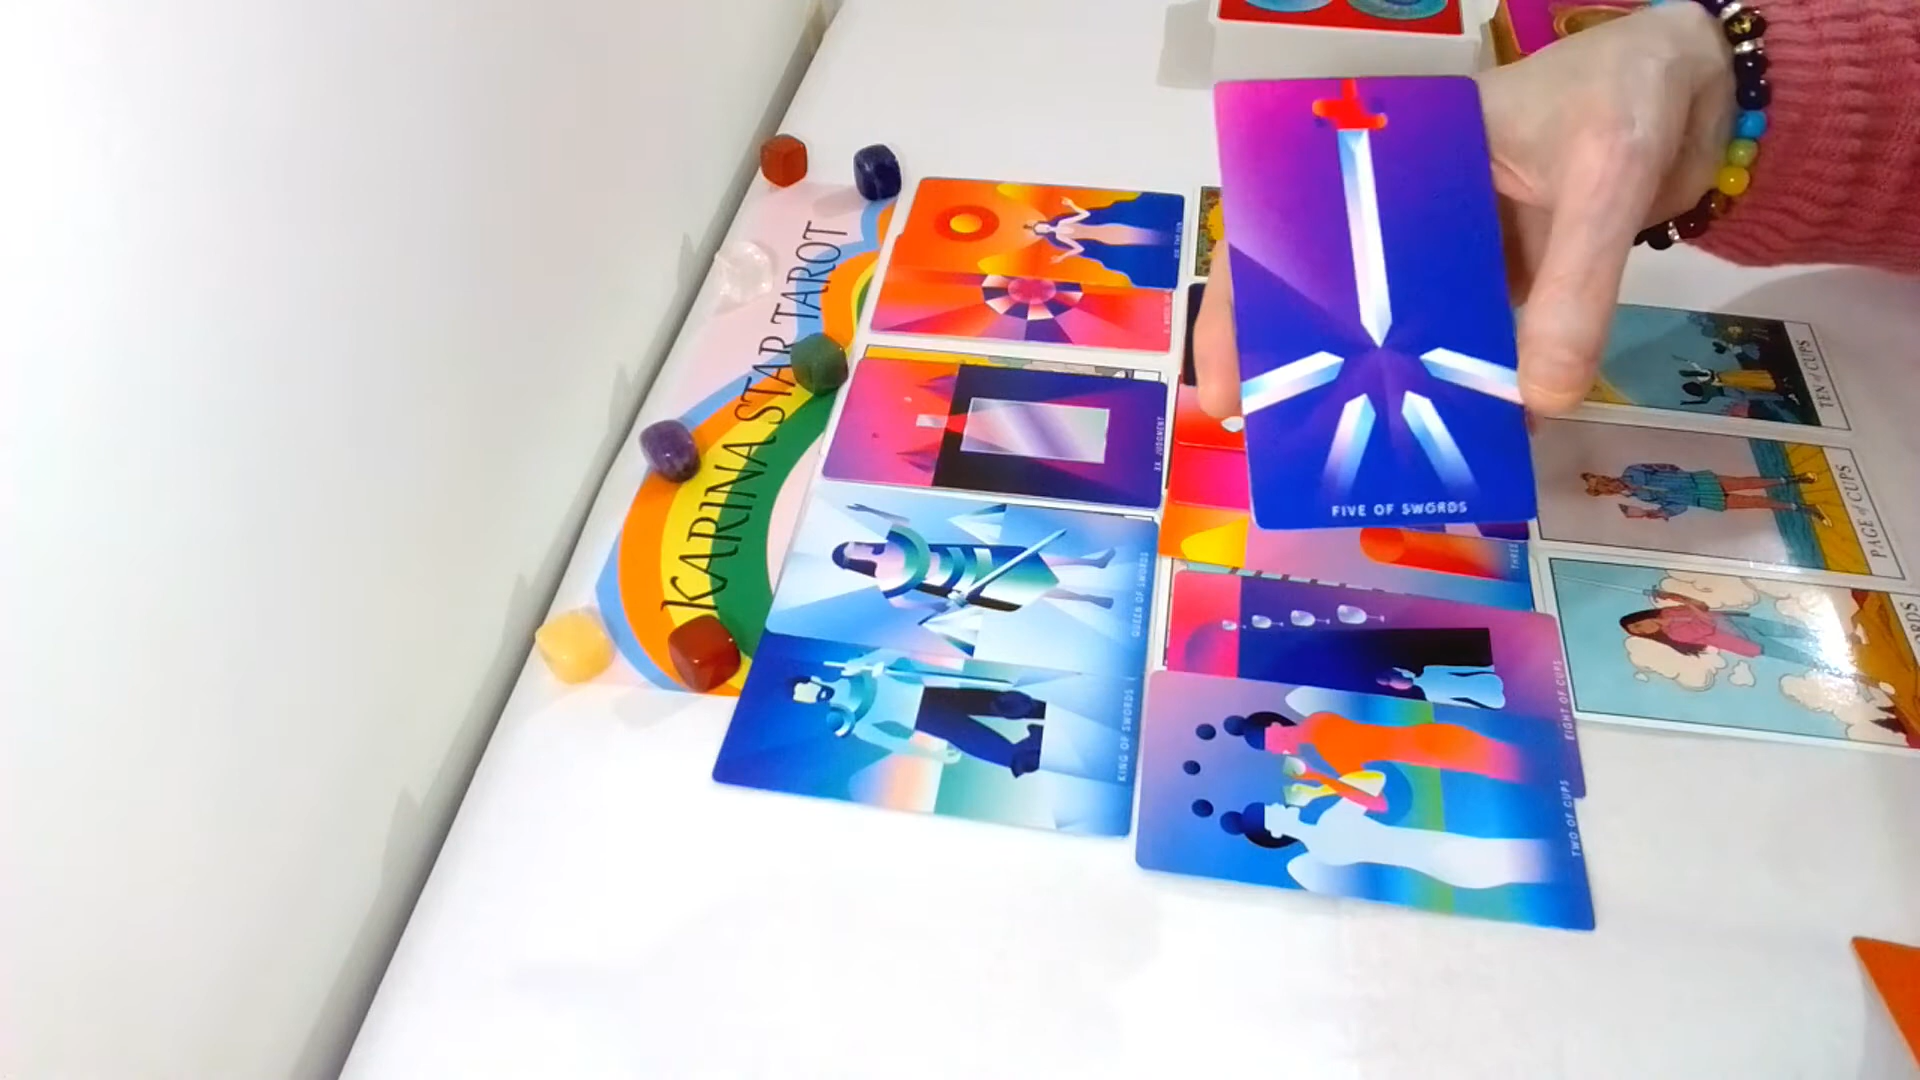 KARINA STAR TAROT
FIVE OF SWORDS
XX. JUDGMENT
QUEEN OF SWORDS
KING OF SWORDS
THREE
EIGHT OF CUPS
TWO OF CUPS
TEN of CUPS
PAGE of CUPS